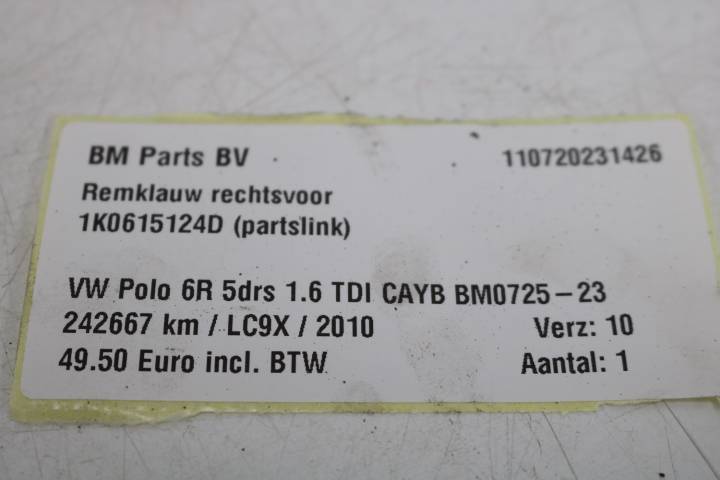 BM Parts BV 110720231426
Remklauw rechtsvoor
1K0615124D (partslink)
VW Polo 6R 5drs 1.6 TDI CAYB BM0725-23
242667 km / LC9X / 2010 Verz: 10
49.50 Euro incl. BTW Aantal: 1